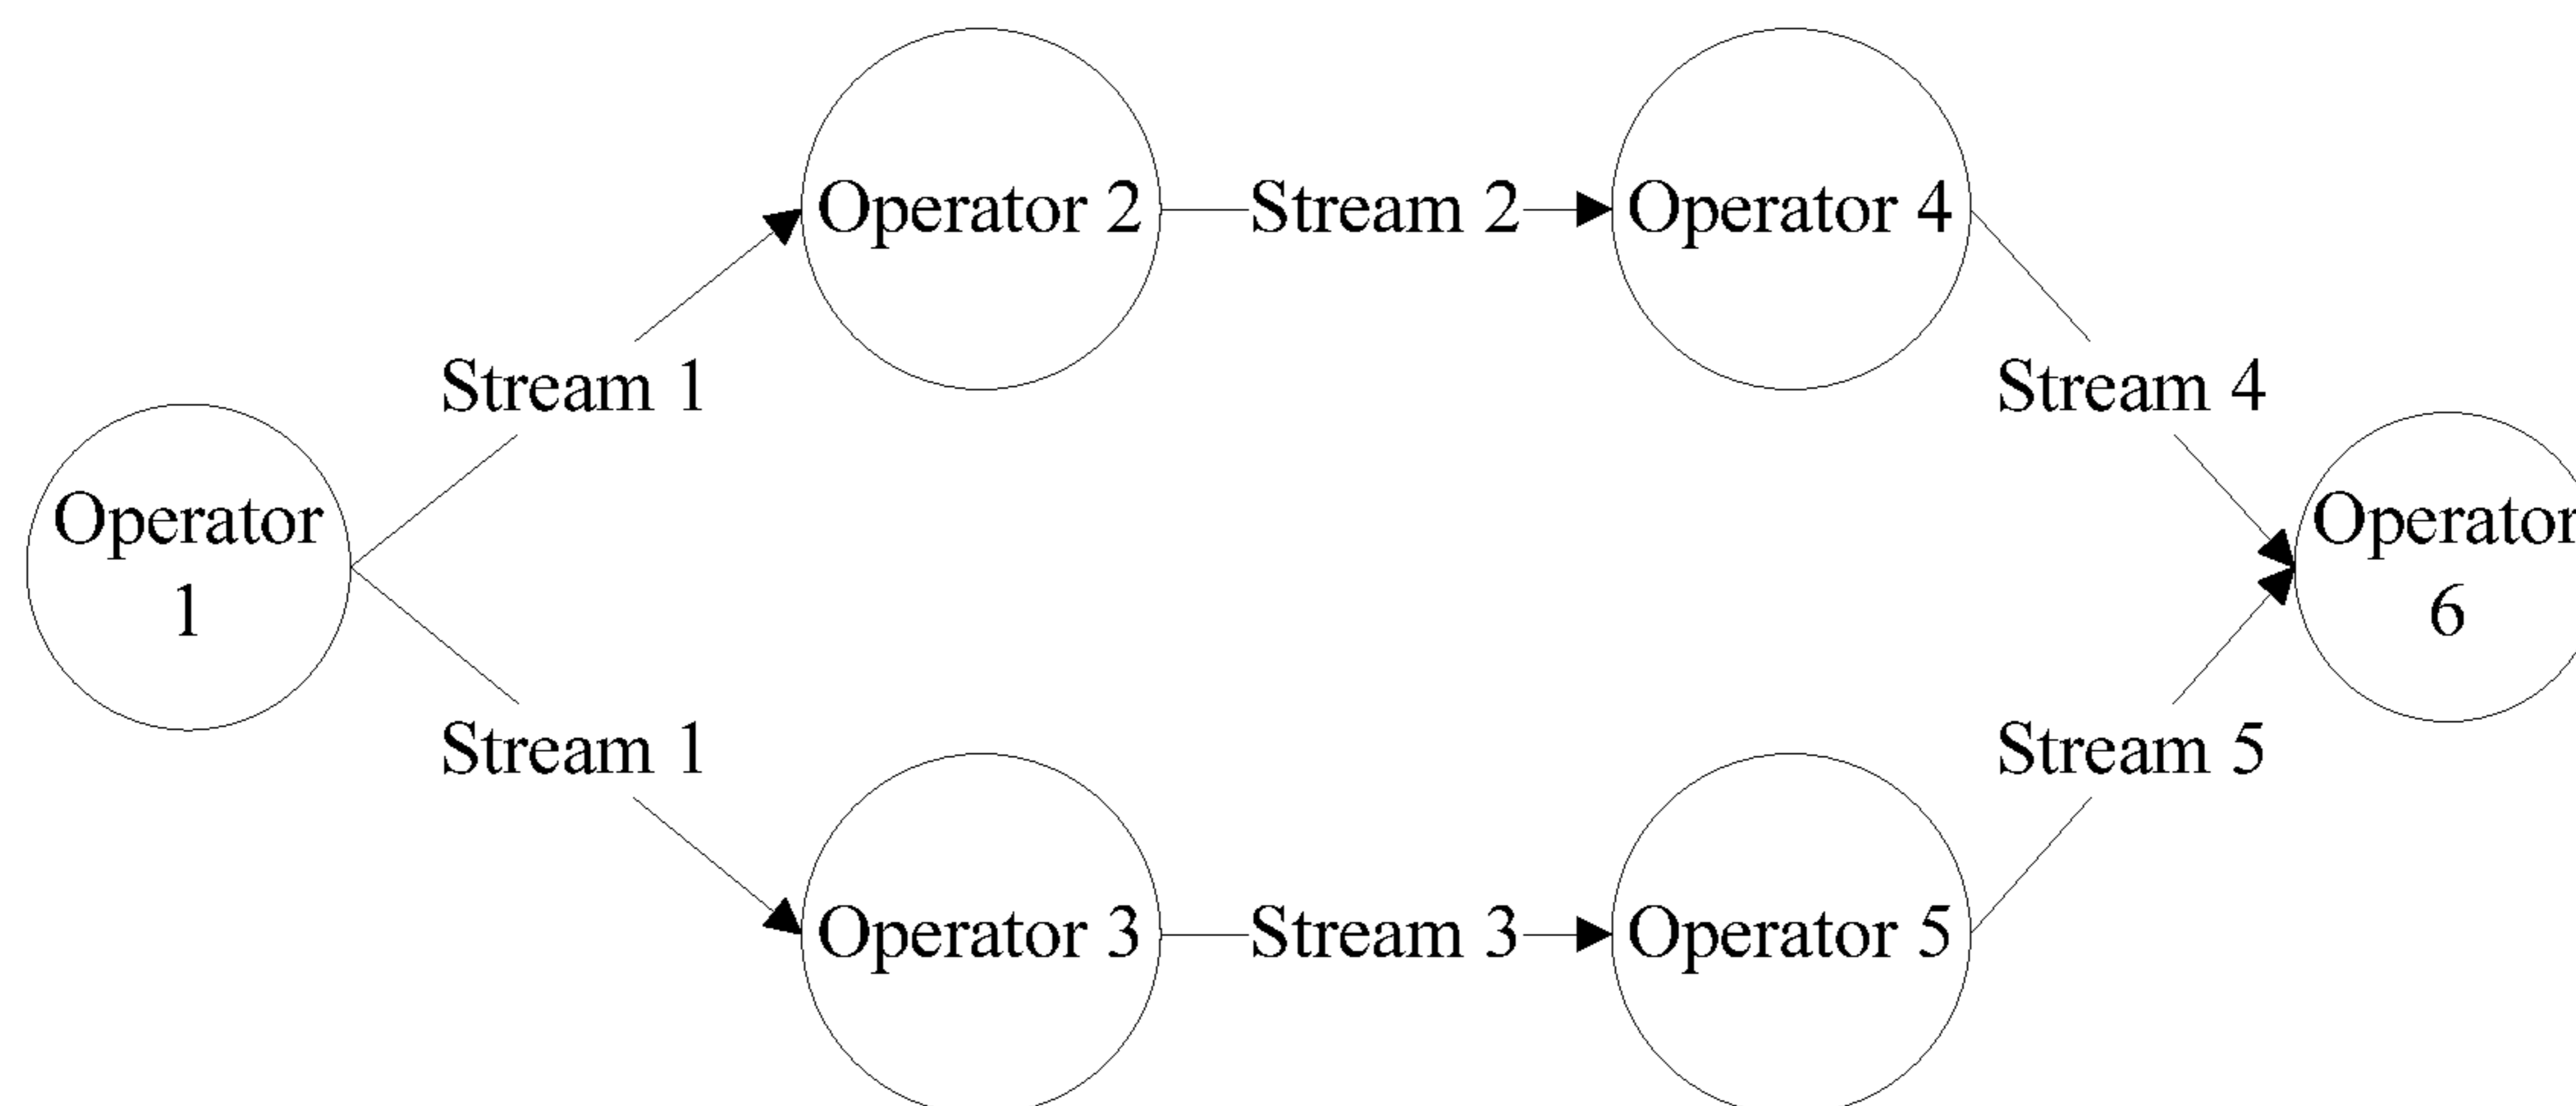 Operator 2
Stream 2
Operator 4
Stream 1
Stream 4
Operator
1
Operator
6
Stream 1
Stream 5
Operator 3
Stream 3
Operator 5